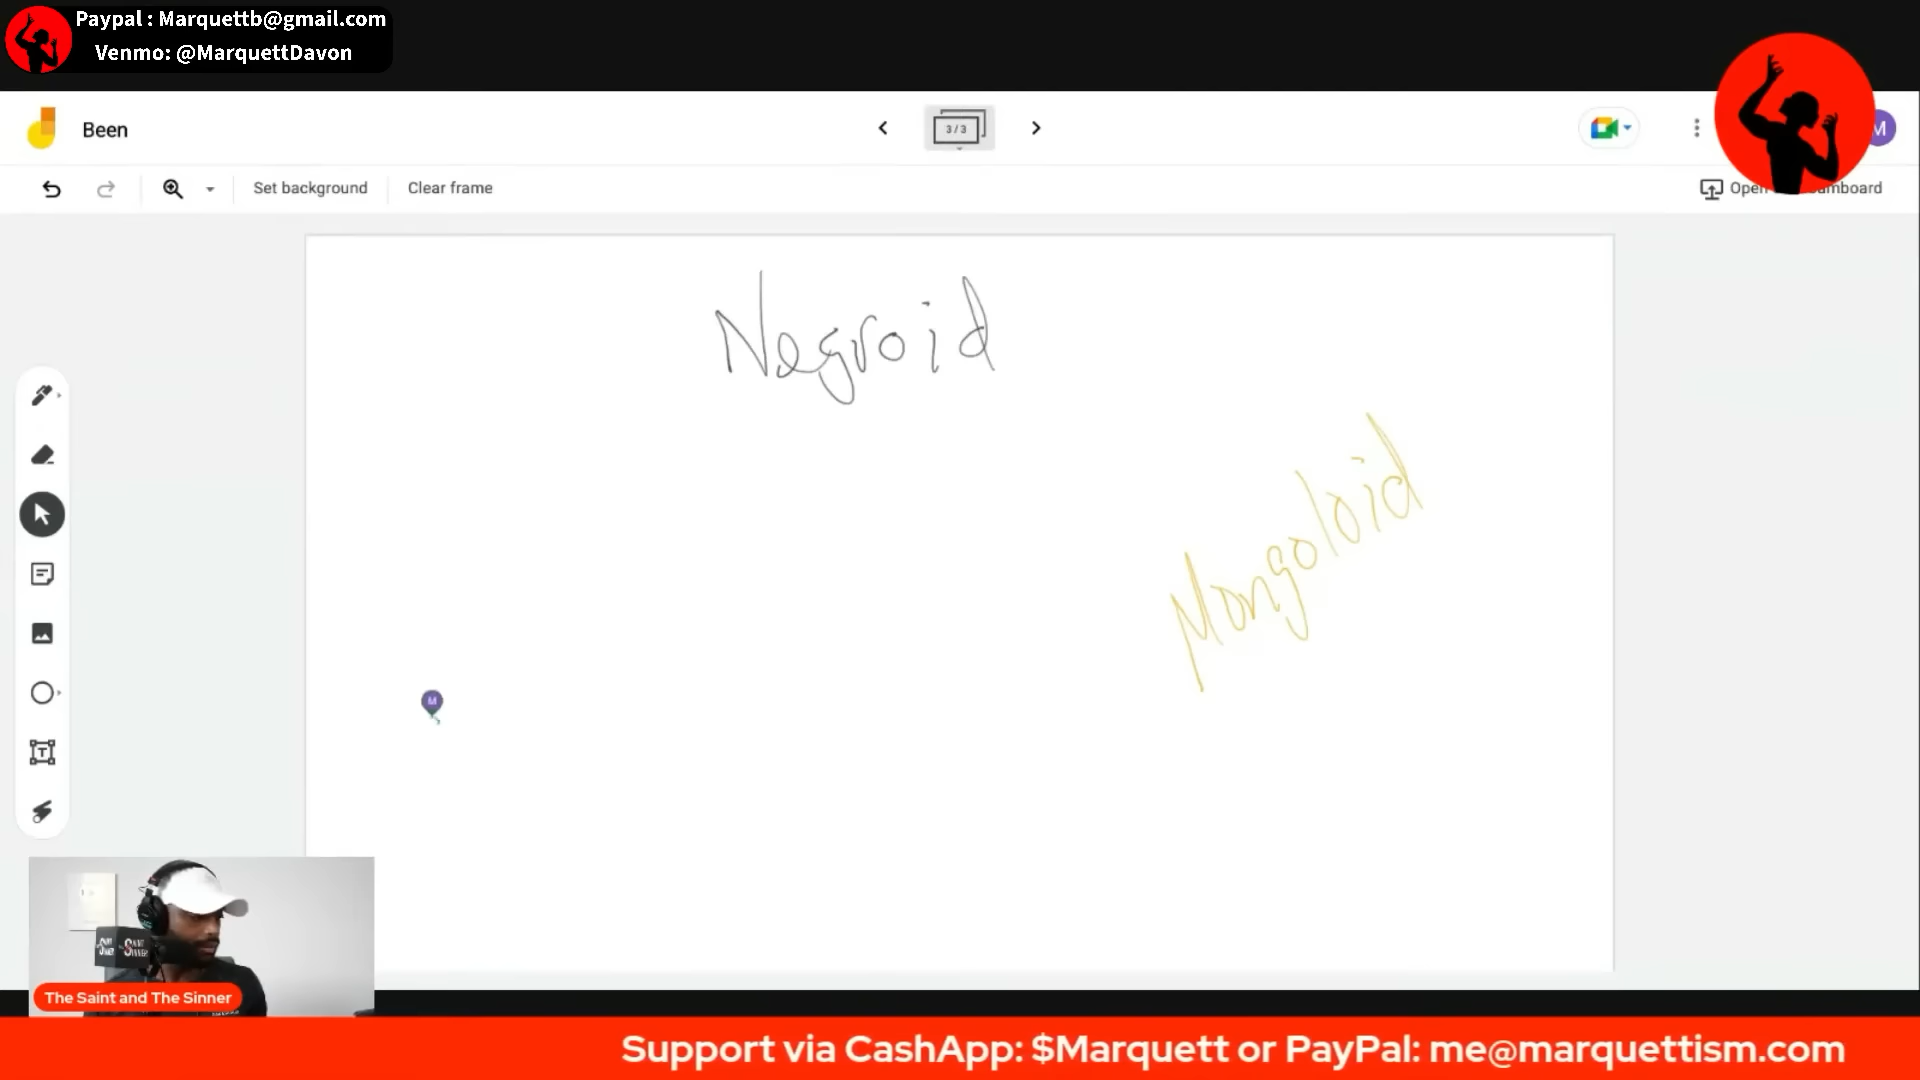 Paypal : Marquettb@gmail.com
Venmo: @MarquettDavon
Been
3 / 3
M
Set background
Clear frame
Open
Negroid
Mongoloid
M
The Saint and The Sinner
Support via CashApp: $Marquett or PayPal: me@marquettism.com